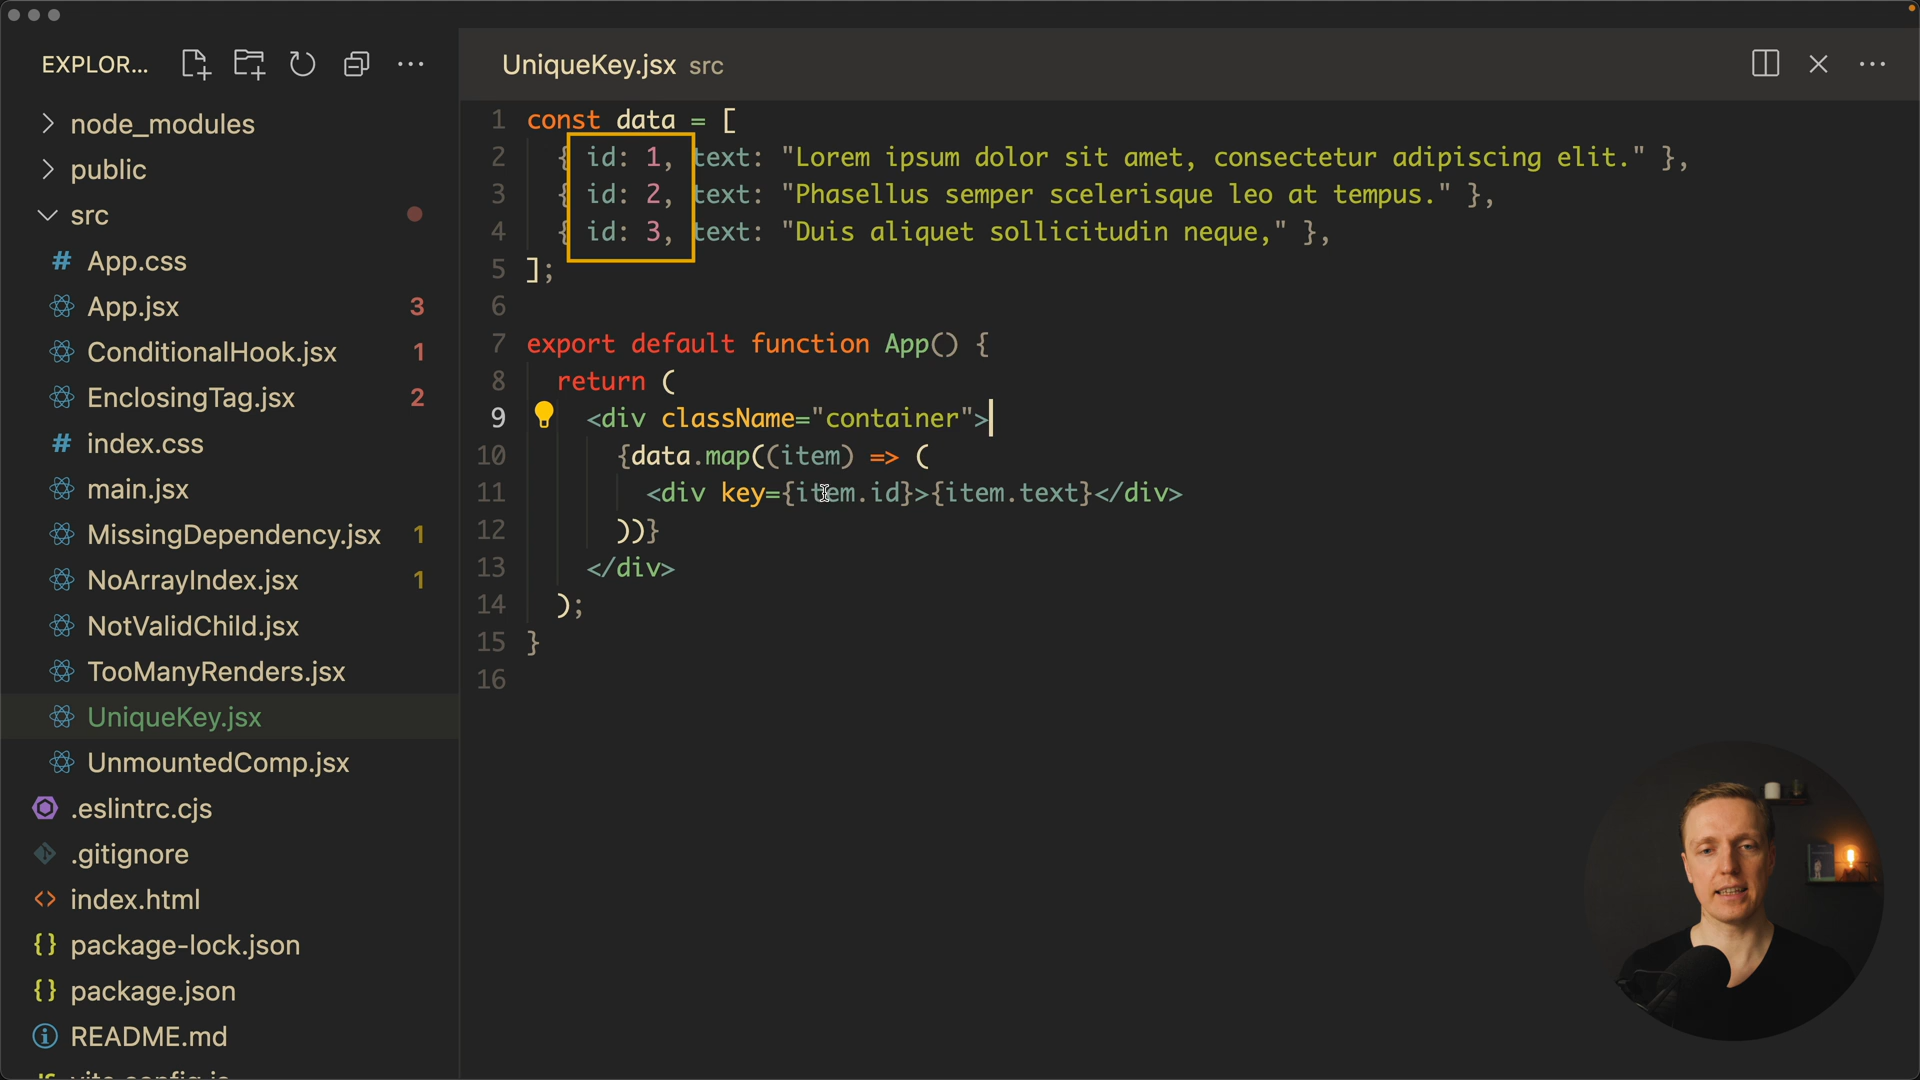 EXPLOR...
node_modules
public
src
# App.css
App.jsx 3
ConditionalHook.jsx 1
EnclosingTag.jsx 2
# index.css
main.jsx
MissingDependency.jsx 1
NoArrayIndex.jsx 1
NotValidChild.jsx
TooManyRenders.jsx
UniqueKey.jsx
UnmountedComp.jsx
.eslintrc.cjs
.gitignore
<> index.html
{} package-lock.json
{} package.json
README.md
UniqueKey.jsx src
1 const data = [
2 { id: 1, text: "Lorem ipsum dolor sit amet, consectetur adipiscing elit." },
3 { id: 2, text: "Phasellus semper scelerisque leo at tempus." },
4 { id: 3, text: "Duis aliquet sollicitudin neque," },
5 ];
6
7 export default function App() {
8 return (
9 <div className="container">
10 {data.map((item) => (
11 <div key={item.id}>{item.text}</div>
12 ))}
13 </div>
14 );
15 }
16